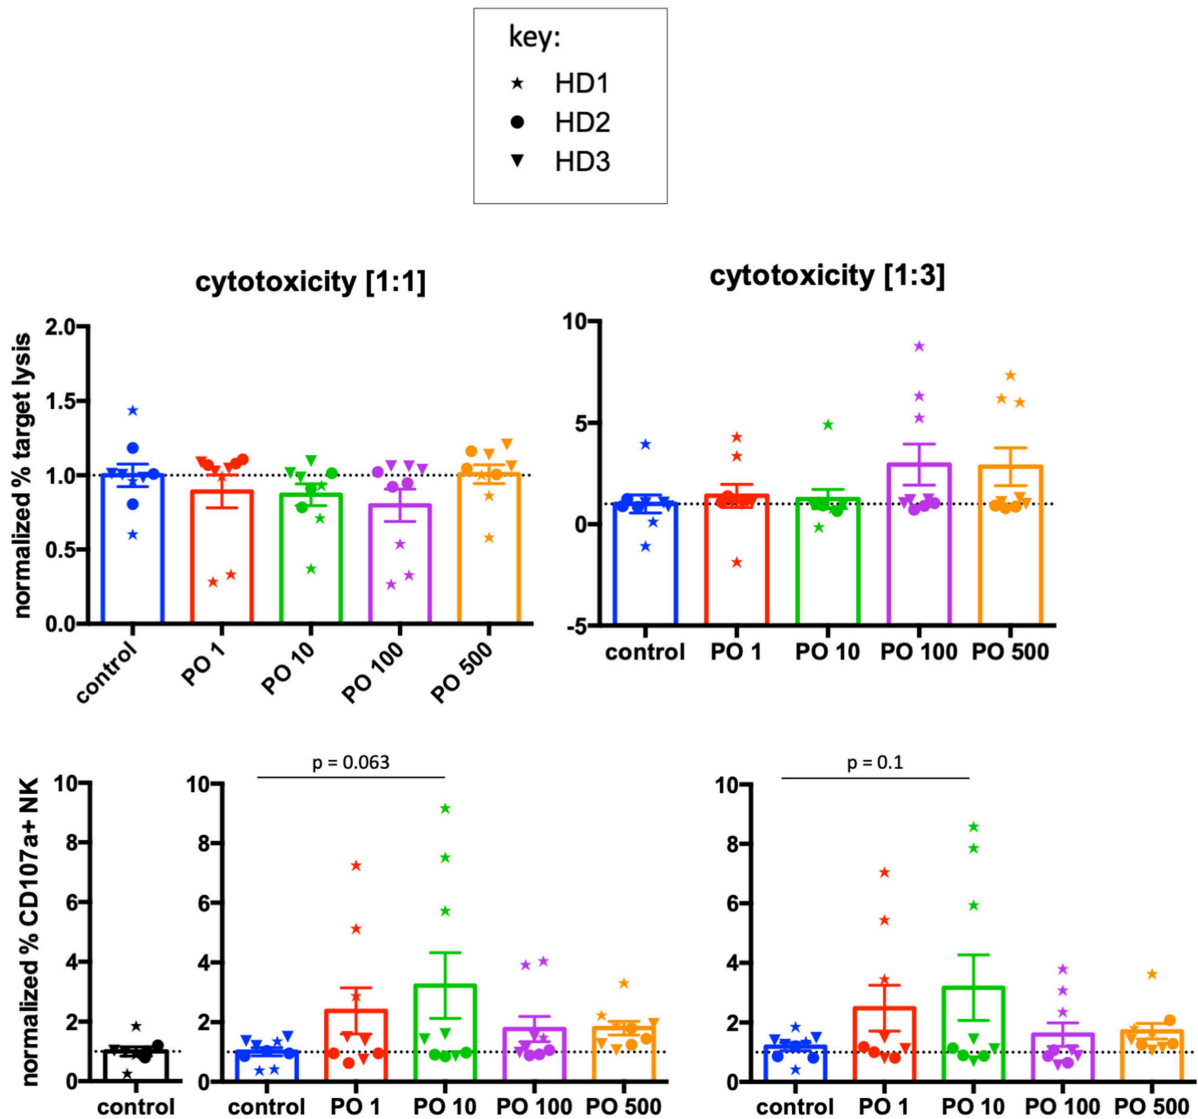 key:
HD1
HD2
HD3
cytotoxicity [1:1]
normalized % target lysis
2.0
1.5
1.0
0.5
0.0
control
PO 1
PO 10
PO 100
PO 500
cytotoxicity [1:3]
10
5
0
-5
control
PO 1
PO 10
PO 100
PO 500
normalized % CD107a+ NK
10
8
6
4
2
0
control
p = 0.063
10
8
6
4
2
0
control
PO 1
PO 10
PO 100
PO 500
p = 0.1
10
8
6
4
2
0
control
PO 1
PO 10
PO 100
PO 500